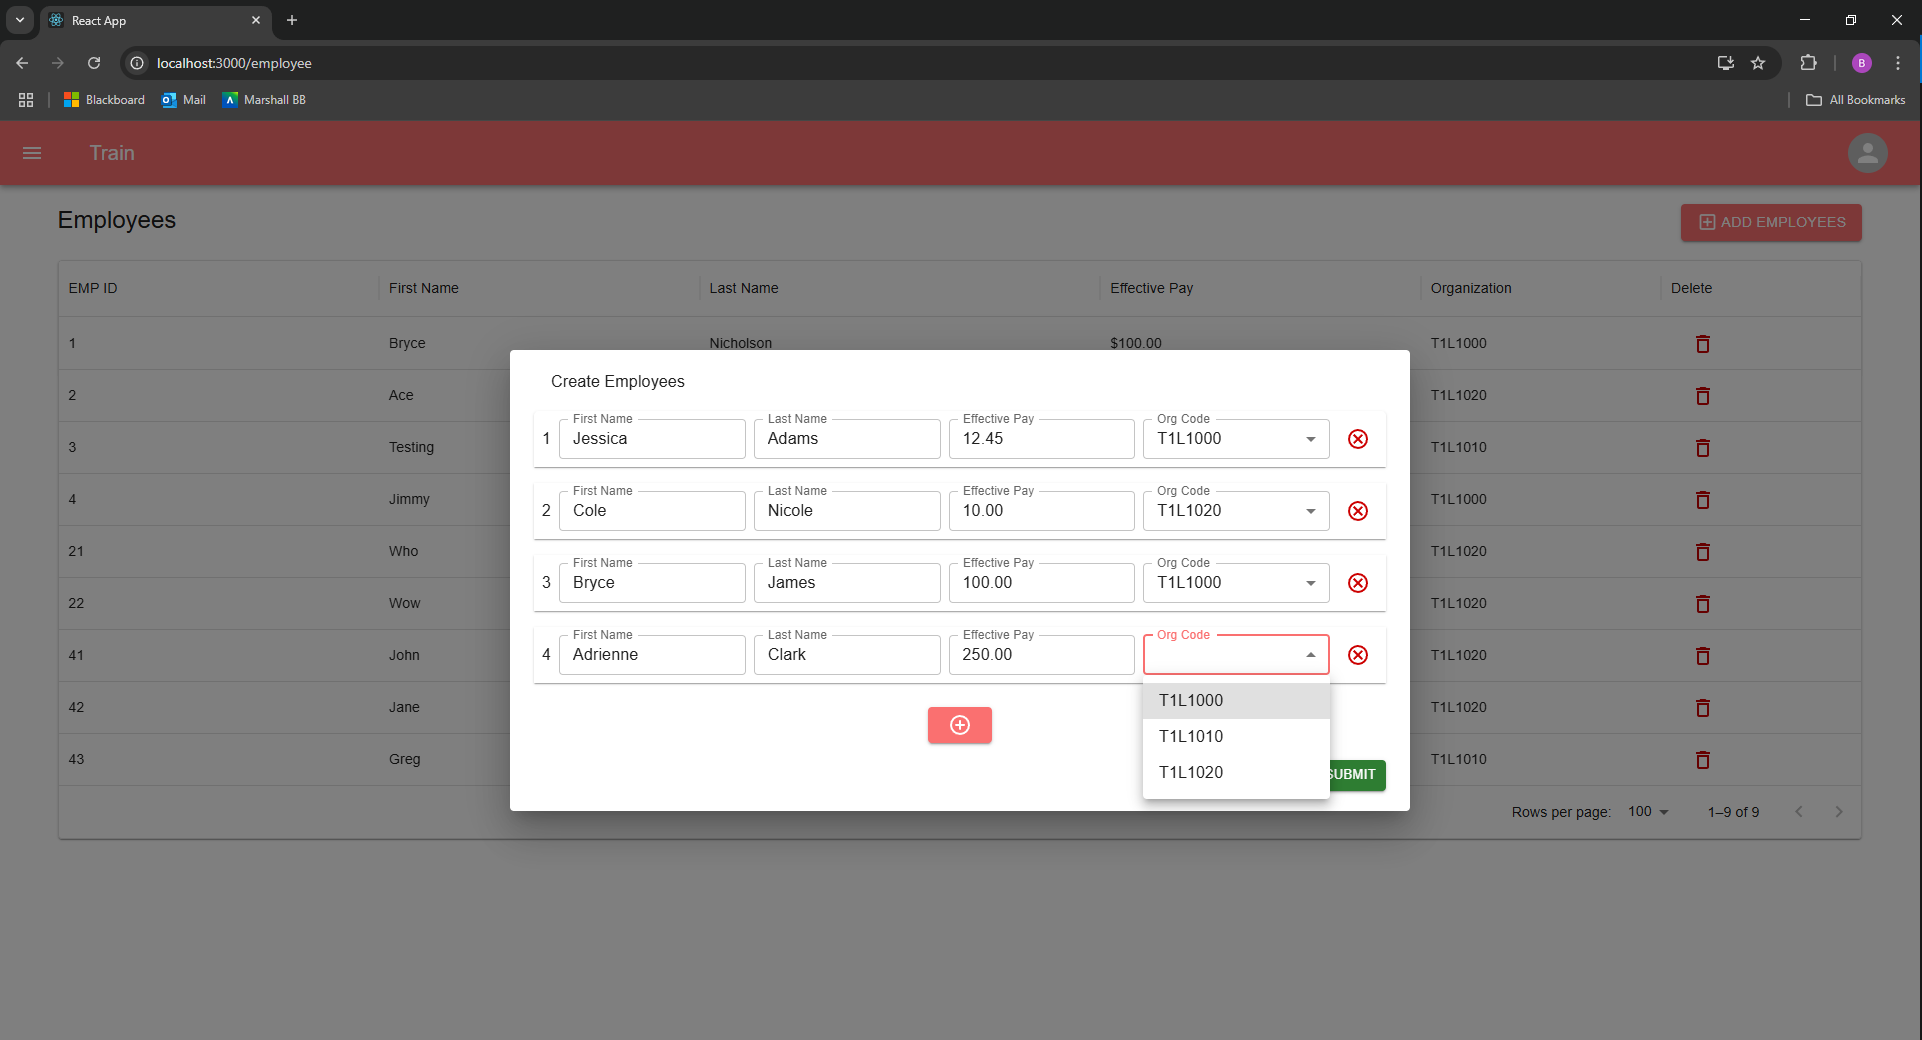 React App
localhost:3000/employee
Blackboard Mail Marshall BB All Bookmarks
B
Train
Employees
ADD EMPLOYEES
EMP ID First Name Last Name Effective Pay Organization Delete
1 Bryce Nicholson $100.00 T1L1000
2 Ace T1L1020
3 Testing T1L1010
4 Jimmy T1L1000
21 Who T1L1020
22 Wow T1L1020
41 John T1L1020
42 Jane T1L1020
43 Greg T1L1010
Rows per page: 100 1–9 of 9
Create Employees
First Name Last Name Effective Pay Org Code
1 Jessica Adams 12.45 T1L1000
First Name Last Name Effective Pay Org Code
2 Cole Nicole 10.00 T1L1020
First Name Last Name Effective Pay Org Code
3 Bryce James 100.00 T1L1000
First Name Last Name Effective Pay Org Code
4 Adrienne Clark 250.00
T1L1000
T1L1010
T1L1020
SUBMIT